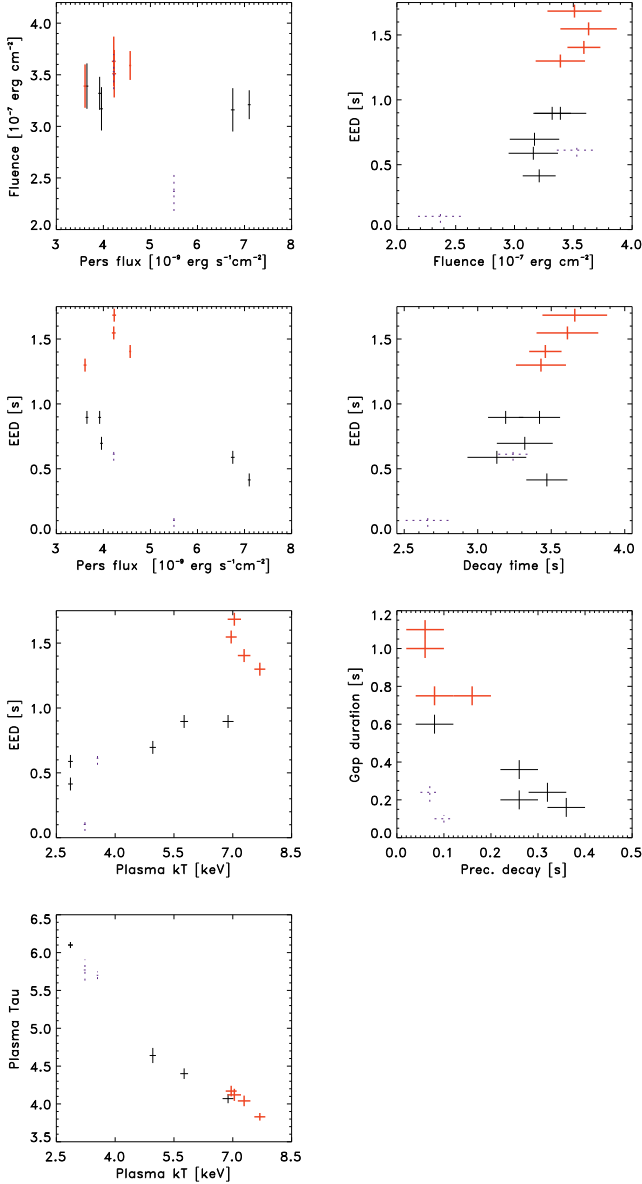 4.0
3.5
3.0
2.5
2.0
Fluence [10⁻⁷ erg cm⁻²]
3 4 5 6 7 8
Pers flux [10⁻⁹ erg s⁻¹cm⁻²]
1.5
1.0
0.5
0.0
EED [s]
2.0 2.5 3.0 3.5 4.0
Fluence [10⁻⁷ erg cm⁻²]
1.5
1.0
0.5
0.0
EED [s]
3 4 5 6 7 8
Pers flux [10⁻⁹ erg s⁻¹cm⁻²]
1.5
1.0
0.5
0.0
EED [s]
2.5 3.0 3.5 4.0
Decay time [s]
1.5
1.0
0.5
0.0
EED [s]
2.5 4.0 5.5 7.0 8.5
Plasma kT [keV]
1.2
1.0
0.8
0.6
0.4
0.2
0.0
Gap duration [s]
0.0 0.1 0.2 0.3 0.4 0.5
Prec. decay [s]
6.5
6.0
5.5
5.0
4.5
4.0
3.5
Plasma Tau
2.5 4.0 5.5 7.0 8.5
Plasma kT [keV]